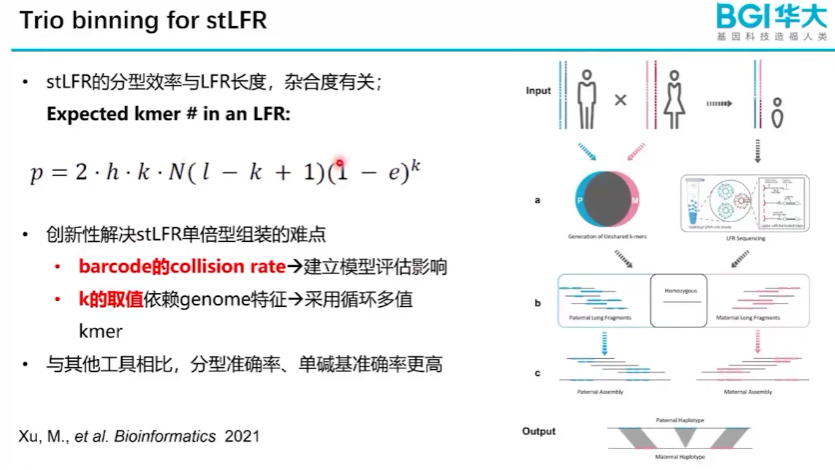 Trio binning for stLFR
BGI华大
基因科技造福人类
• stLFR的分型效率与LFR长度，杂合度有关；
Expected kmer # in an LFR:
p = 2 · h · k · N( l − k + 1)(1 − e)^k
• 创新性解决stLFR单倍型组装的难点
• barcode的collision rate→建立模型评估影响
• k的取值依赖genome特征→采用循环多值
kmer
• 与其他工具相比，分型准确率、单碱基准确率更高
Xu, M., et al. Bioinformatics 2021
Input
×
a
P
M
Generation of Unshared k-mers
LFR Sequencing
b
Homozygous
Paternal Long Fragments
Maternal Long Fragments
c
Paternal Assembly
Maternal Assembly
Output
Paternal Haplotype
Maternal Haplotype